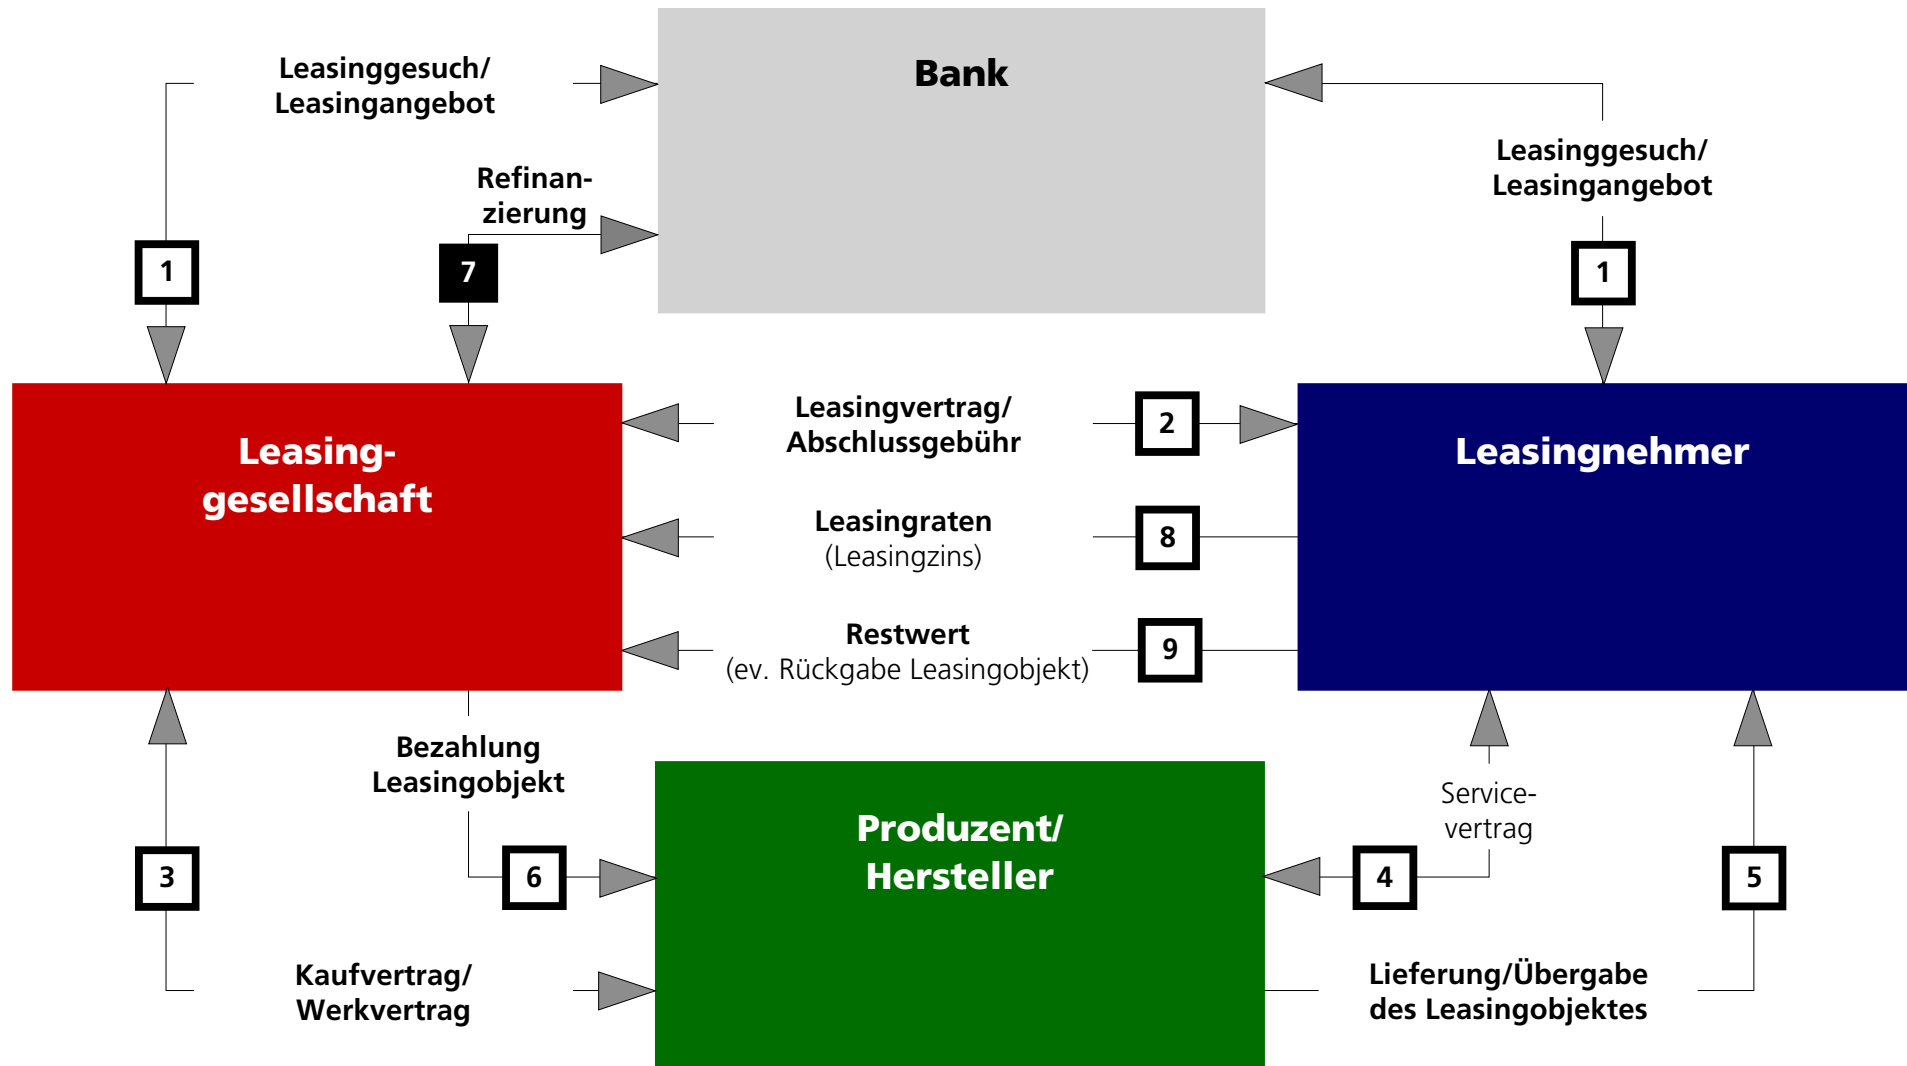 Leasinggesuch/
Leasingangebot
Bank
Leasinggesuch/
Leasingangebot
Refinan-
zierung
1
7
1
Leasing-
gesellschaft
Leasingvertrag/
Abschlussgebühr
2
Leasingnehmer
Leasingraten
(Leasingzins)
8
Restwert
(ev. Rückgabe Leasingobjekt)
9
Bezahlung
Leasingobjekt
Service-
vertrag
Produzent/
Hersteller
3
6
4
5
Kaufvertrag/
Werkvertrag
Lieferung/Übergabe
des Leasingobjektes